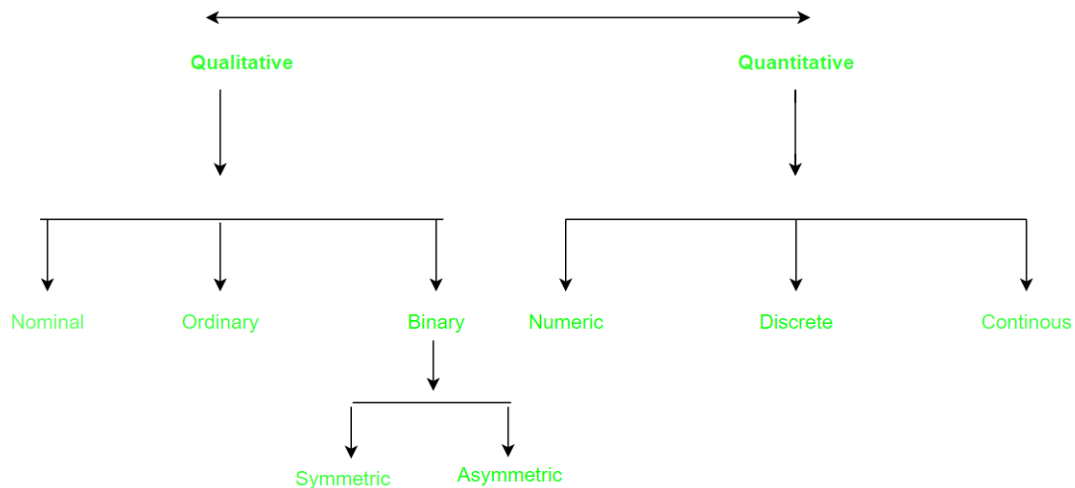 Qualitative
Quantitative
Nominal
Ordinary
Binary
Numeric
Discrete
Continous
Symmetric
Asymmetric